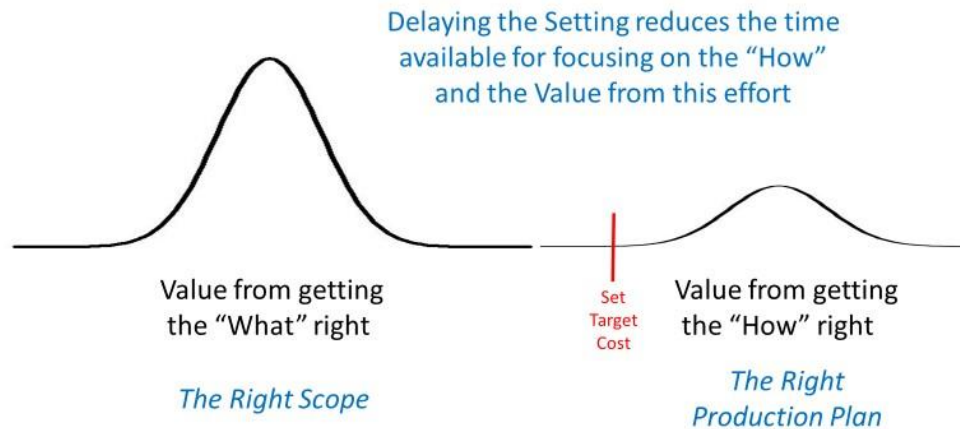 Delaying the Setting reduces the time
available for focusing on the “How”
and the Value from this effort
Value from getting
the “What” right
The Right Scope
Set
Target
Cost
Value from getting
the “How” right
The Right
Production Plan